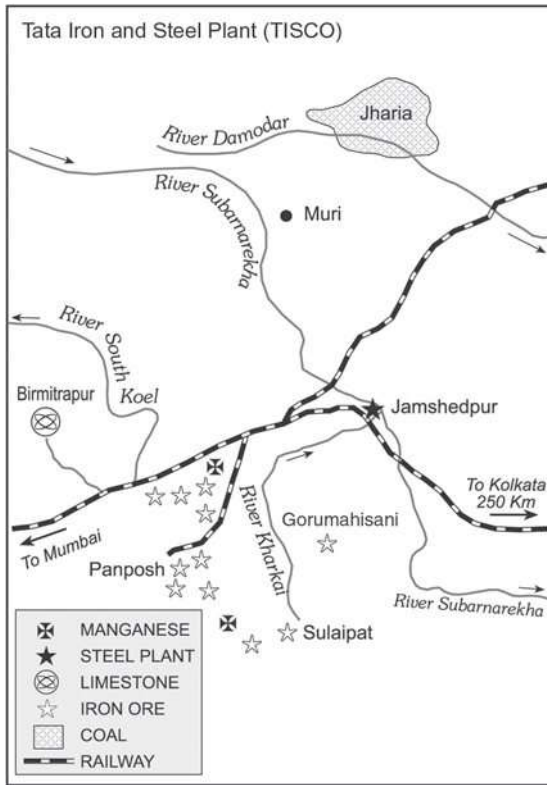 Tata Iron and Steel Plant (TISCO)
Jharia
River Damodar
River Subarnarekha
Muri
River South
Koel
Birmitrapur
Jamshedpur
To Kolkata
250 Km
To Mumbai
River Kharkai
Gorumahisani
Panposh
River Subarnarekha
Sulaipat
MANGANESE
STEEL PLANT
LIMESTONE
IRON ORE
COAL
RAILWAY